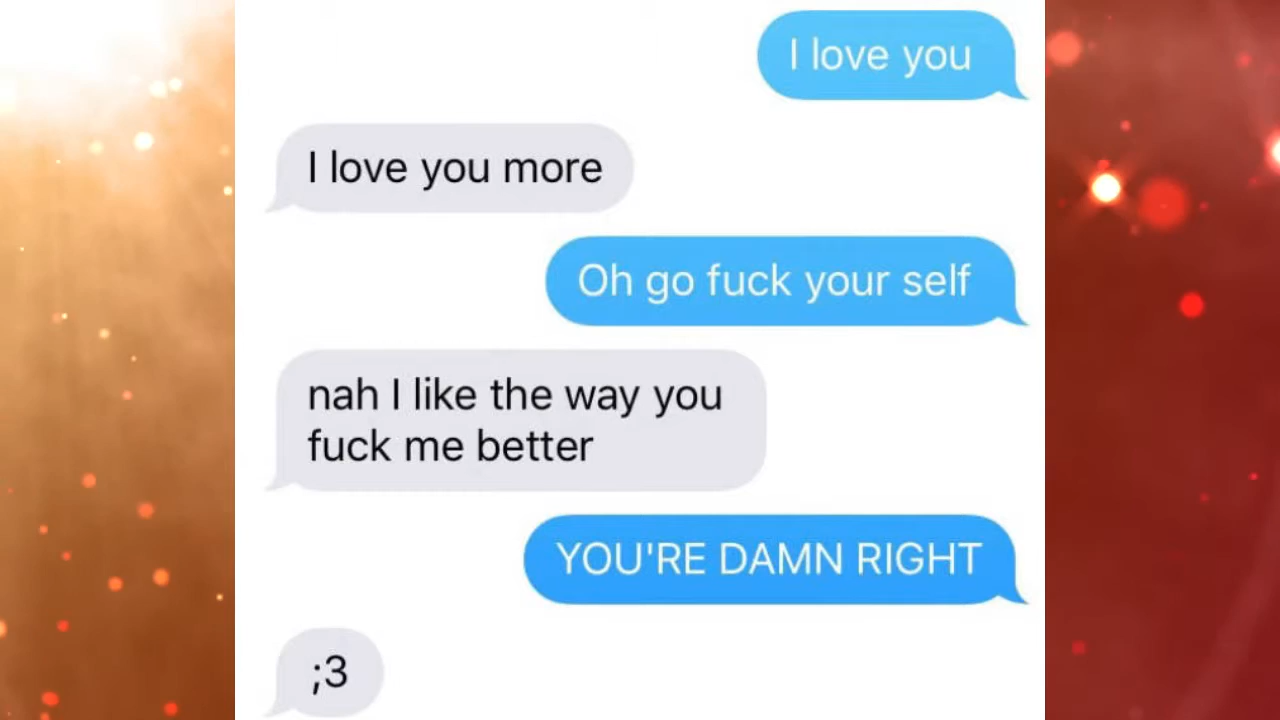 I love you
I love you more
Oh go fuck your self
nah I like the way you
fuck me better
YOU'RE DAMN RIGHT
;3